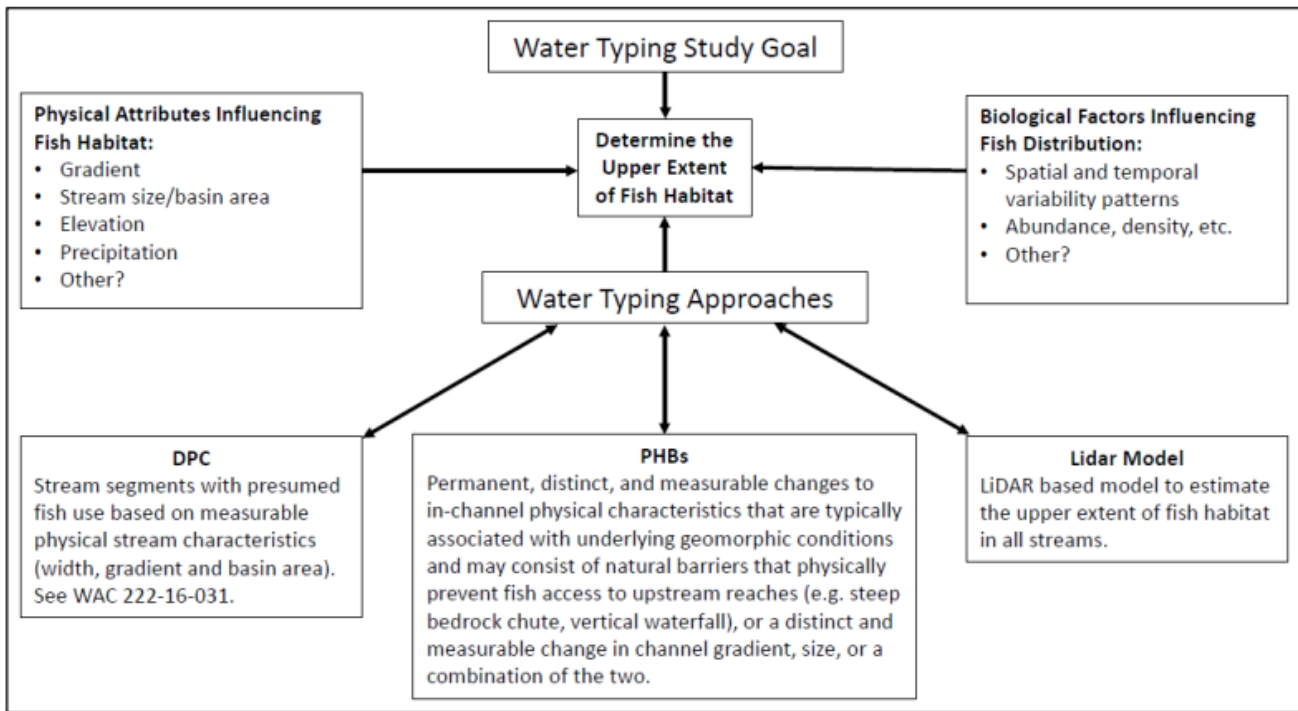 Water Typing Study Goal
Physical Attributes Influencing
Fish Habitat:
• Gradient
• Stream size/basin area
• Elevation
• Precipitation
• Other?
Determine the
Upper Extent
of Fish Habitat
Biological Factors Influencing
Fish Distribution:
• Spatial and temporal
variability patterns
• Abundance, density, etc.
• Other?
Water Typing Approaches
DPC
Stream segments with presumed
fish use based on measurable
physical stream characteristics
(width, gradient and basin area).
See WAC 222-16-031.
PHBs
Permanent, distinct, and measurable changes to
in-channel physical characteristics that are typically
associated with underlying geomorphic conditions
and may consist of natural barriers that physically
prevent fish access to upstream reaches (e.g. steep
bedrock chute, vertical waterfall), or a distinct and
measurable change in channel gradient, size, or a
combination of the two.
Lidar Model
LiDAR based model to estimate
the upper extent of fish habitat
in all streams.